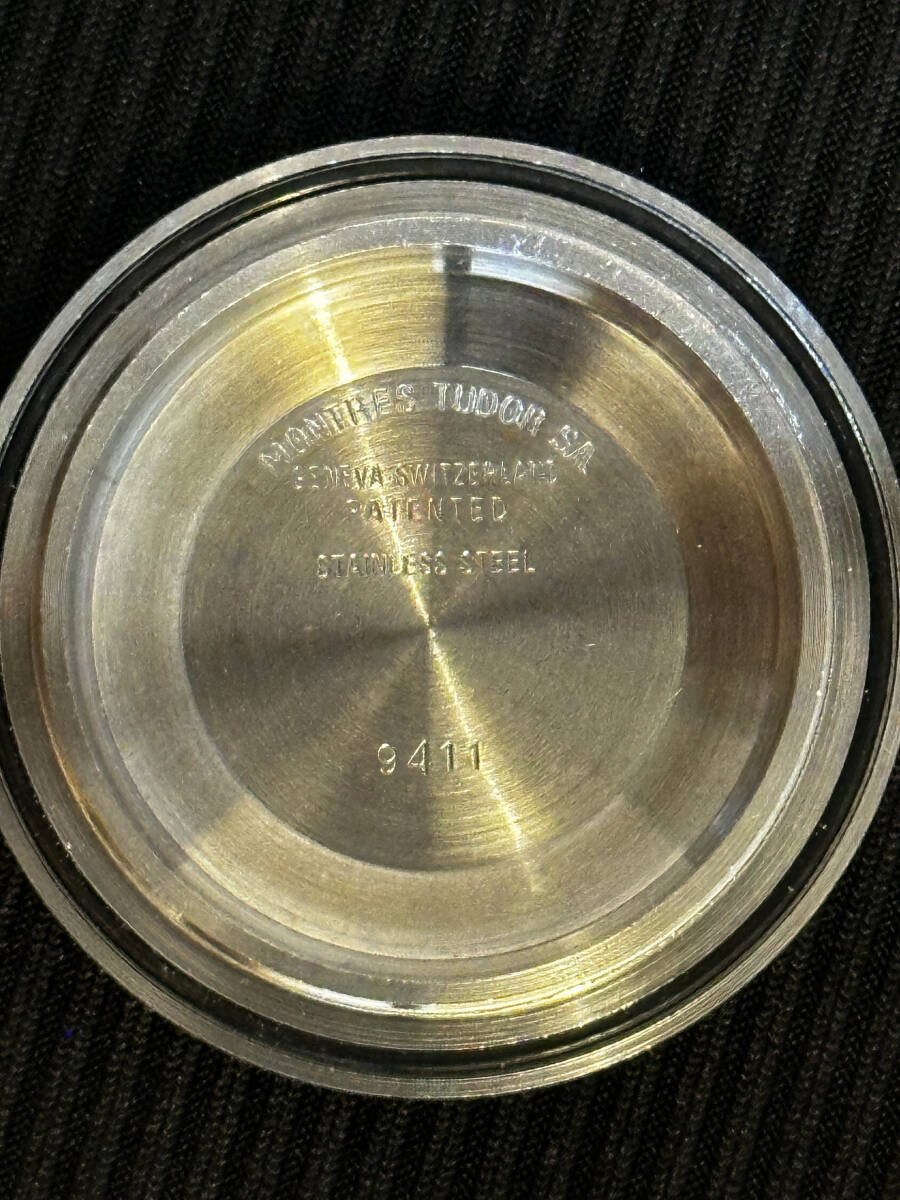 MONTRES TUDOR SA
GENEVA·SWITZERLAND
PATENTED
STAINLESS STEEL
9411